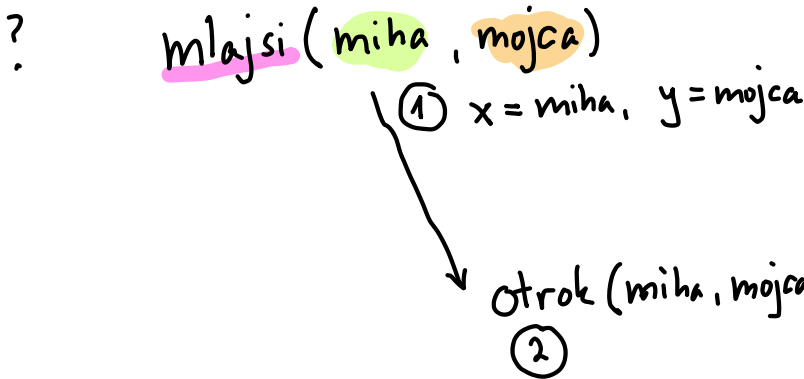 ? mlajsi(miha, mojca)
1 x = miha, y = mojca
otrok (miha, mojca
2